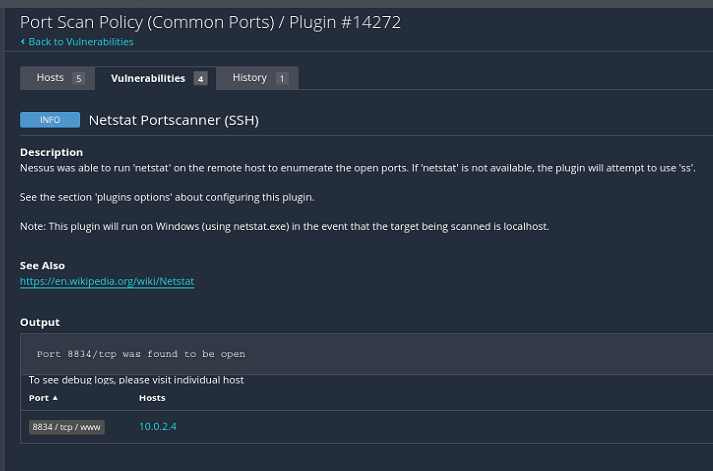 Port Scan Policy (Common Ports) / Plugin #14272
‹ Back to Vulnerabilities
Hosts 5 Vulnerabilities 4 History 1
INFO Netstat Portscanner (SSH)
Description
Nessus was able to run 'netstat' on the remote host to enumerate the open ports. If 'netstat' is not available, the plugin will attempt to use 'ss'.
See the section 'plugins options' about configuring this plugin.
Note: This plugin will run on Windows (using netstat.exe) in the event that the target being scanned is localhost.
See Also
https://en.wikipedia.org/wiki/Netstat
Output
Port 8834/tcp was found to be open
To see debug logs, please visit individual host
Port ▲ Hosts
8834 / tcp / www 10.0.2.4